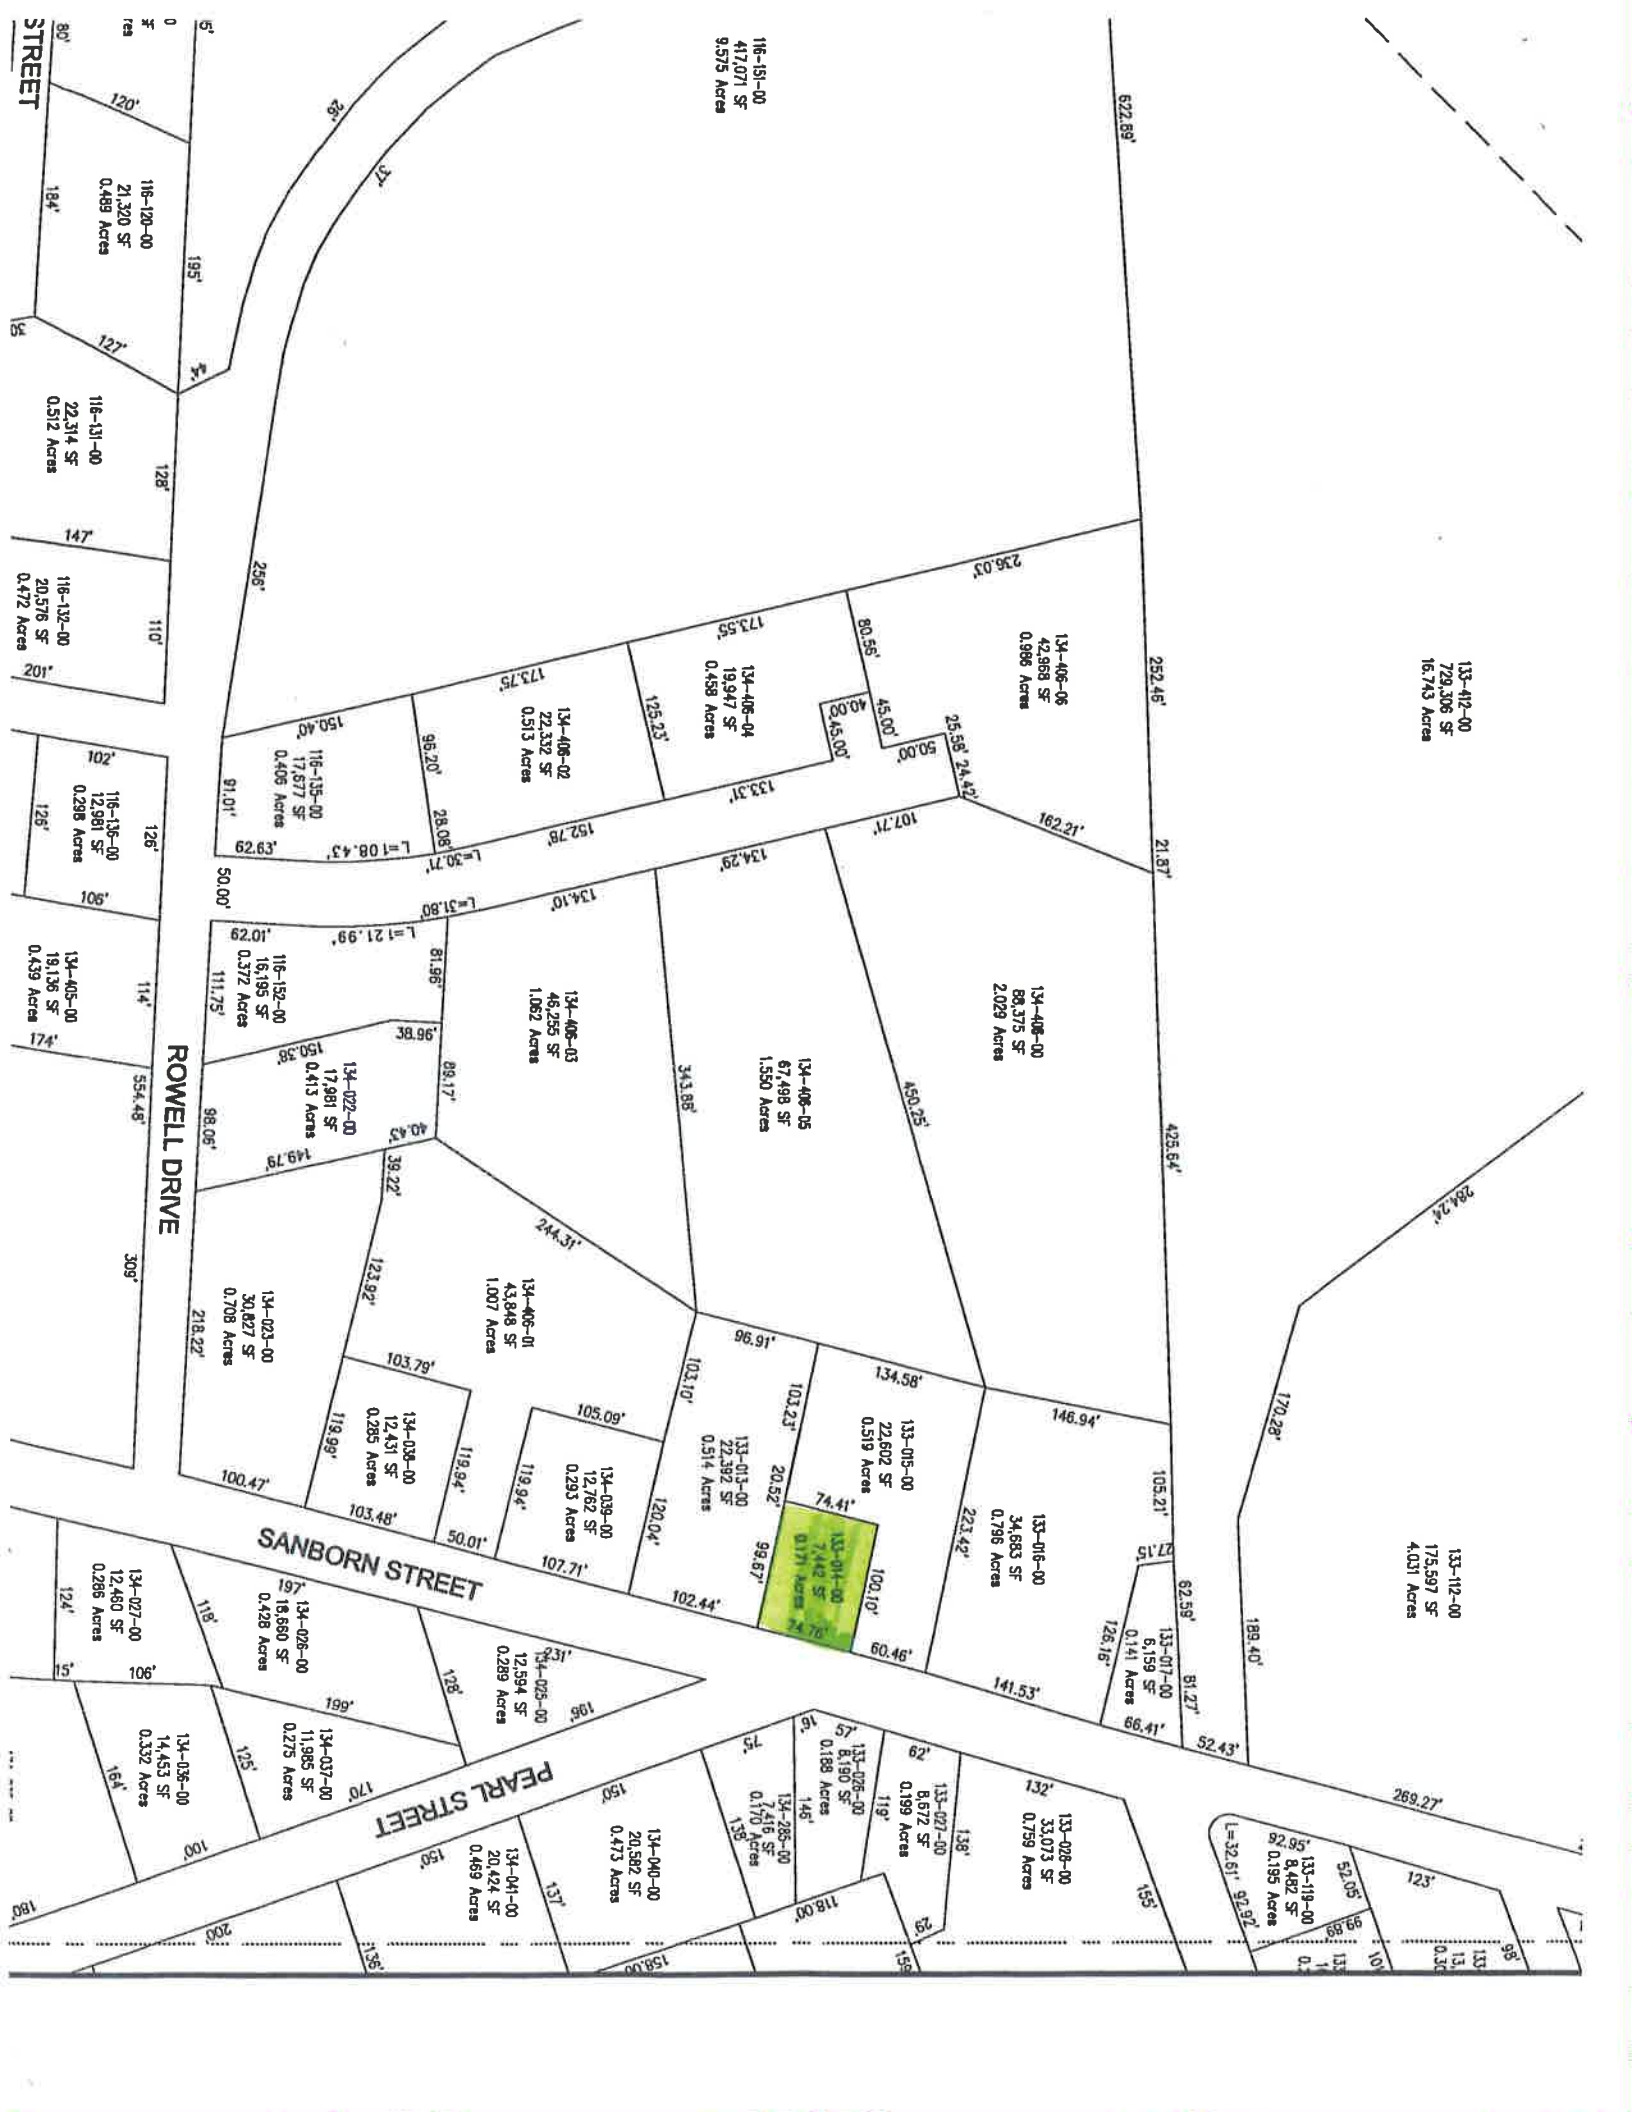 116-151-00
417,071 SF
9.575 Acres
622.89'
STREET
80'
SF
5'
120'
26'
37'
184'
116-120-00
21,320 SF
0.489 Acres
195'
127'
44'
116-131-00
22,314 SF
0.512 Acres
128'
147'
116-132-00
20,576 SF
0.472 Acres
110'
201'
256'
236.03'
173.55'
80.56'
134-406-06
42,968 SF
0.986 Acres
252.46'
133-412-00
729,306 SF
16.743 Acres
173.75'
134-406-04
19,947 SF
0.458 Acres
125.23'
40.00'
45.00'
45.00'
50.00'
25.58'
24.42'
162.21'
21.87'
150.40'
134-406-02
22,332 SF
0.513 Acres
96.20'
28.08'
116-135-00
17,677 SF
0.406 Acres
91.01'
62.63'
L=108.43'
L=30.71'
152.78'
133.31'
107.71'
134.29'
134.10'
L=31.80'
L=121.99'
62.01'
50.00'
102'
116-136-00
12,981 SF
0.298 Acres
126'
126'
106'
134-405-00
19,136 SF
0.439 Acres
114'
174'
111.75'
116-152-00
16,195 SF
0.372 Acres
81.96'
38.96'
150.38'
134-022-00
17,981 SF
0.413 Acres
89.17'
98.06'
40.43'
149.79'
39.22'
134-406-03
46,255 SF
1.062 Acres
343.88'
134-406-05
67,498 SF
1.550 Acres
450.25'
134-406-00
88,375 SF
2.029 Acres
425.64'
284.24'
554.48'
ROWELL DRIVE
309'
218.22'
134-023-00
30,827 SF
0.708 Acres
123.92'
244.31'
134-406-01
43,848 SF
1.007 Acres
103.79'
134-038-00
12,431 SF
0.285 Acres
119.99'
119.94'
105.09'
134-039-00
12,762 SF
0.293 Acres
119.94'
103.10'
120.04'
96.91'
103.23'
133-013-00
22,392 SF
0.514 Acres
20.52'
99.67'
134.58'
133-015-00
22,602 SF
0.519 Acres
74.41'
133-014-00
7,442 SF
0.171 Acres
74.76'
100.10'
223.42'
146.94'
133-016-00
34,683 SF
0.796 Acres
105.21'
27.15'
170.28'
62.59'
126.16'
133-017-00
6,159 SF
0.141 Acres
81.27'
189.40'
133-112-00
175,597 SF
4.031 Acres
100.47'
103.48'
50.01'
107.71'
102.44'
60.46'
141.53'
66.41'
52.43'
269.27'
SANBORN STREET
134-027-00
12,460 SF
0.286 Acres
124'
118'
197'
134-026-00
18,660 SF
0.428 Acres
128'
231'
134-025-00
12,594 SF
0.289 Acres
196'
15'
106'
199'
134-036-00
14,453 SF
0.332 Acres
164'
125'
134-037-00
11,985 SF
0.275 Acres
170'
100'
180'
PEARL STREET
200'
136'
150'
134-041-00
20,424 SF
0.469 Acres
137'
150'
134-040-00
20,582 SF
0.473 Acres
158.00'
75'
138'
134-285-00
7,416 SF
0.170 Acres
16'
57'
133-026-00
8,190 SF
0.188 Acres
146'
118.00'
119'
62'
133-027-00
8,672 SF
0.199 Acres
138'
29'
159'
132'
133-028-00
33,073 SF
0.759 Acres
155'
L=32.61'
92.92'
92.95'
133-119-00
8,482 SF
0.195 Acres
52.05'
99.89'
123'
101'
98'